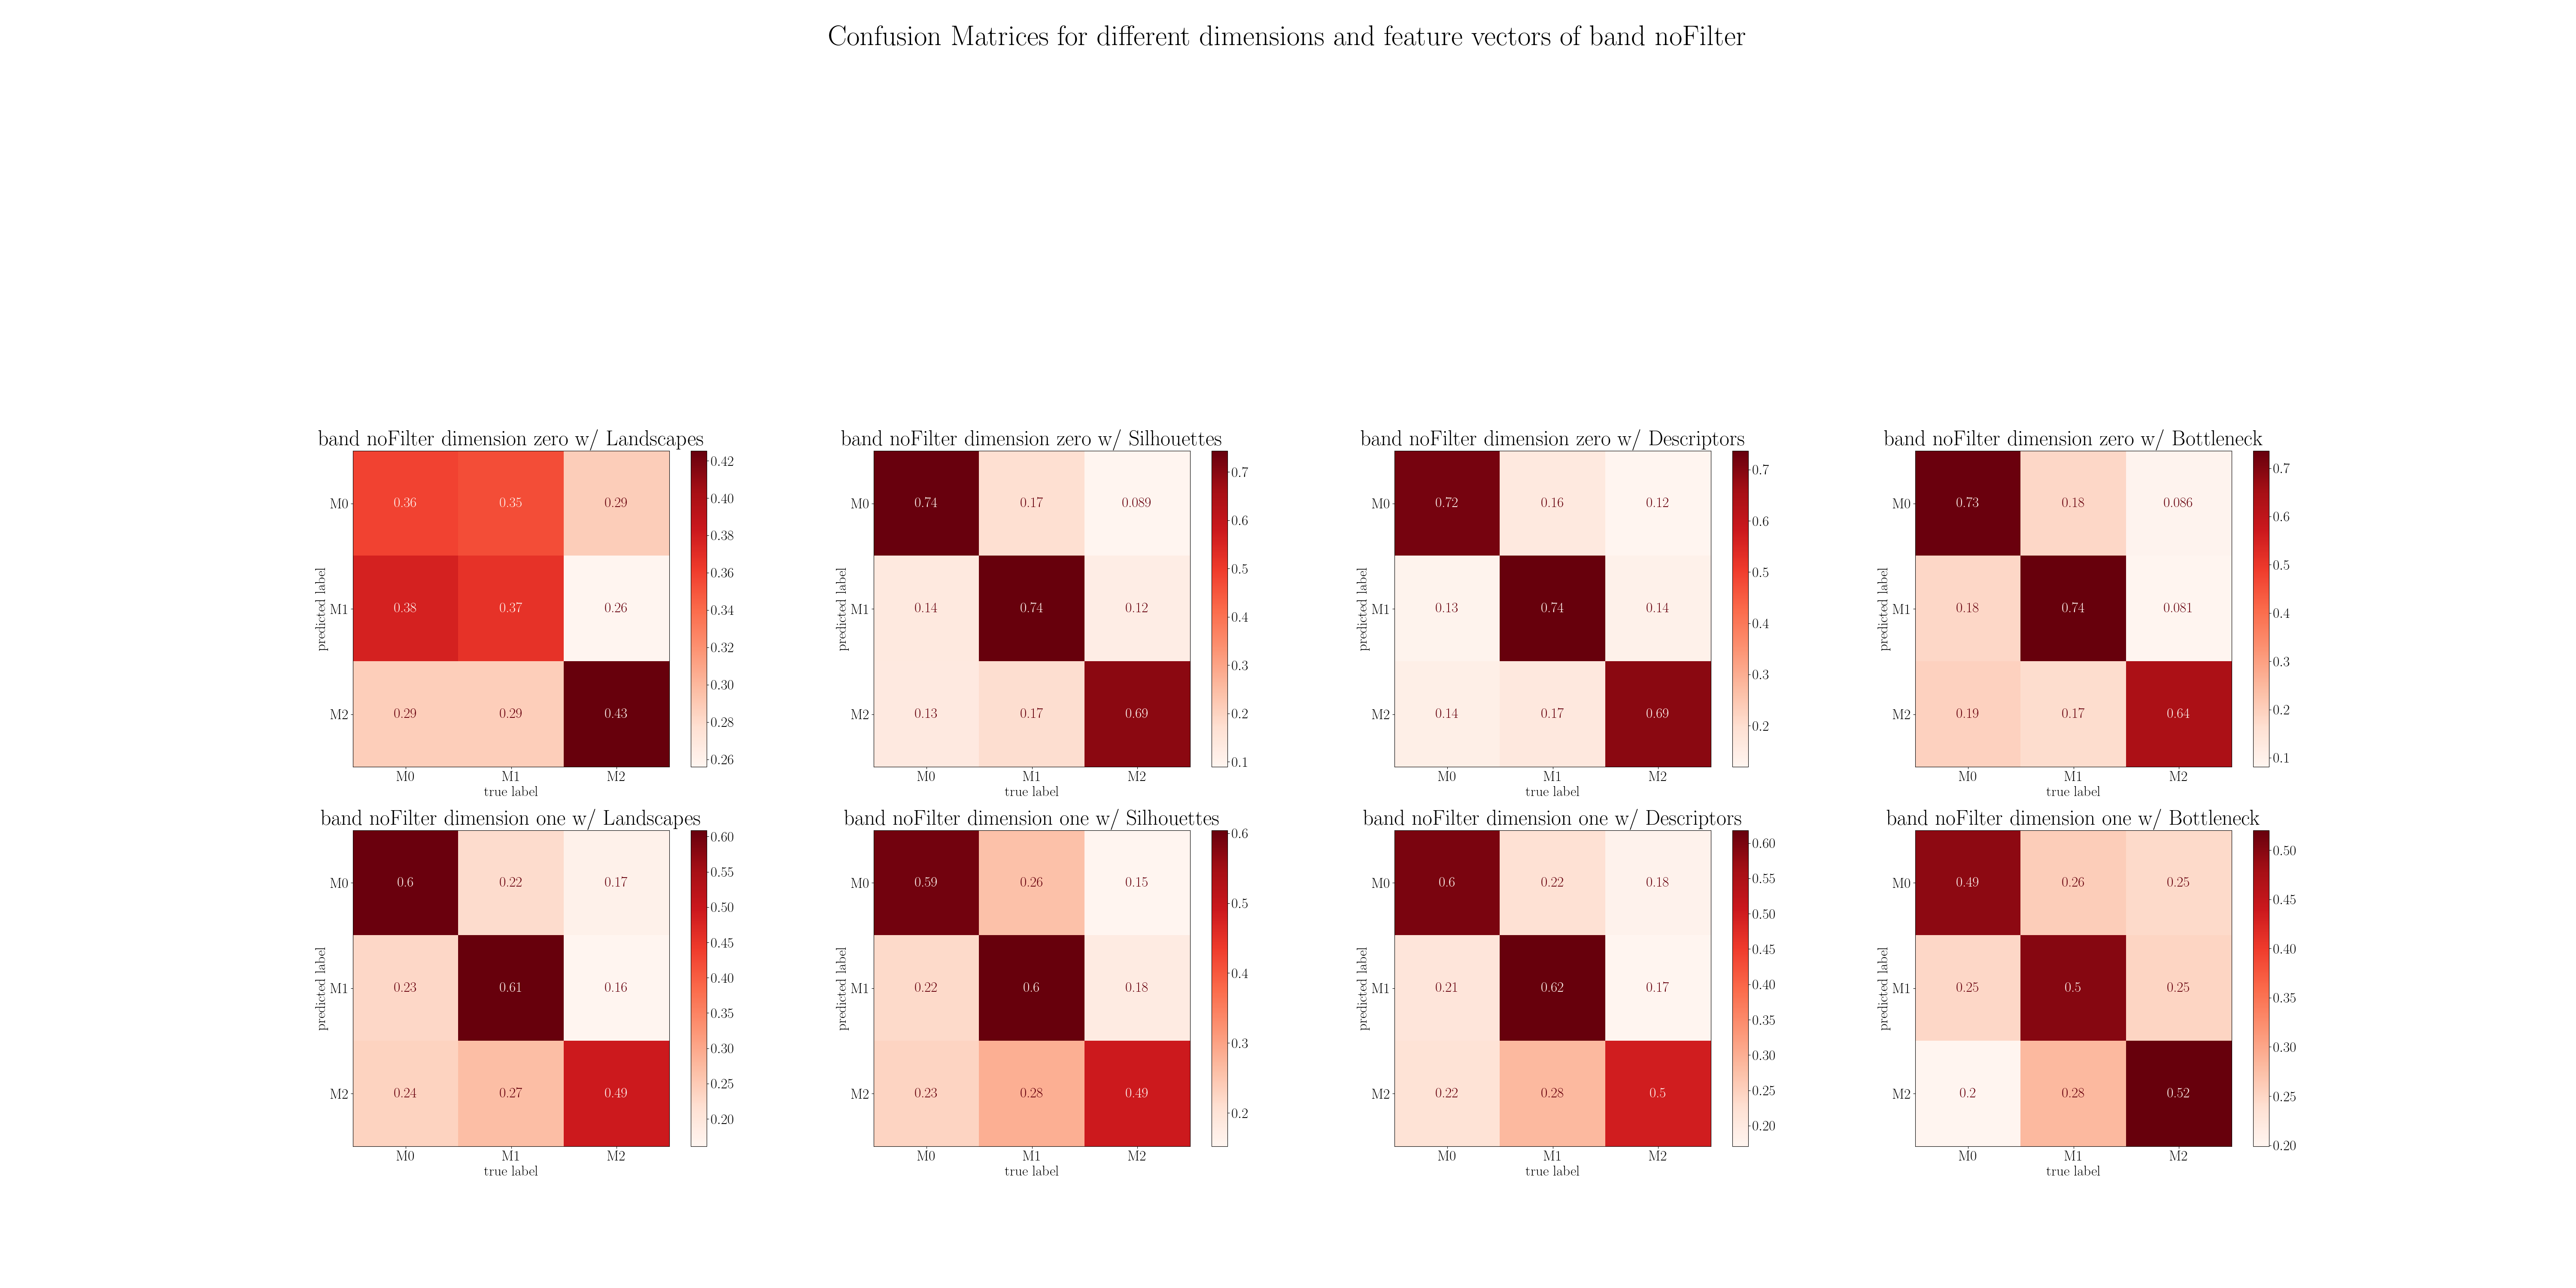 Confusion Matrices for different dimensions and feature vectors of band noFilter
band noFilter dimension zero w/ Landscapes
predicted label
M0 0.36 0.35 0.29
M1 0.38 0.37 0.26
M2 0.29 0.29 0.43
M0 M1 M2
true label
0.42
0.40
0.38
0.36
0.34
0.32
0.30
0.28
0.26
band noFilter dimension zero w/ Silhouettes
predicted label
M0 0.74 0.17 0.089
M1 0.14 0.74 0.12
M2 0.13 0.17 0.69
M0 M1 M2
true label
0.7
0.6
0.5
0.4
0.3
0.2
0.1
band noFilter dimension zero w/ Descriptors
predicted label
M0 0.72 0.16 0.12
M1 0.13 0.74 0.14
M2 0.14 0.17 0.69
M0 M1 M2
true label
0.7
0.6
0.5
0.4
0.3
0.2
band noFilter dimension zero w/ Bottleneck
predicted label
M0 0.73 0.18 0.086
M1 0.18 0.74 0.081
M2 0.19 0.17 0.64
M0 M1 M2
true label
0.7
0.6
0.5
0.4
0.3
0.2
0.1
band noFilter dimension one w/ Landscapes
predicted label
M0 0.6 0.22 0.17
M1 0.23 0.61 0.16
M2 0.24 0.27 0.49
M0 M1 M2
true label
0.60
0.55
0.50
0.45
0.40
0.35
0.30
0.25
0.20
band noFilter dimension one w/ Silhouettes
predicted label
M0 0.59 0.26 0.15
M1 0.22 0.6 0.18
M2 0.23 0.28 0.49
M0 M1 M2
true label
0.6
0.5
0.4
0.3
0.2
band noFilter dimension one w/ Descriptors
predicted label
M0 0.6 0.22 0.18
M1 0.21 0.62 0.17
M2 0.22 0.28 0.5
M0 M1 M2
true label
0.60
0.55
0.50
0.45
0.40
0.35
0.30
0.25
0.20
band noFilter dimension one w/ Bottleneck
predicted label
M0 0.49 0.26 0.25
M1 0.25 0.5 0.25
M2 0.2 0.28 0.52
M0 M1 M2
true label
0.50
0.45
0.40
0.35
0.30
0.25
0.20